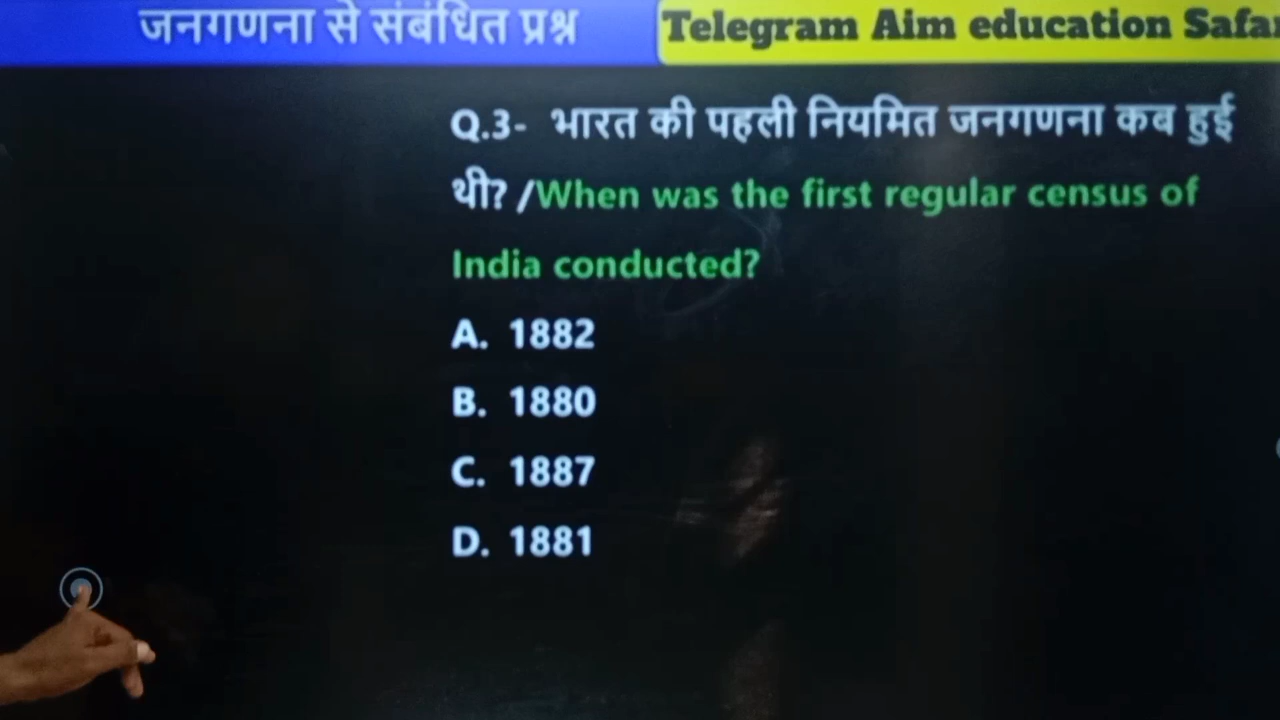 जनगणना से संबंधित प्रश्न
Telegram Aim education Safar
Q.3- भारत की पहली नियमित जनगणना कब हुई
थी? /When was the first regular census of
India conducted?
A. 1882
B. 1880
C. 1887
D. 1881